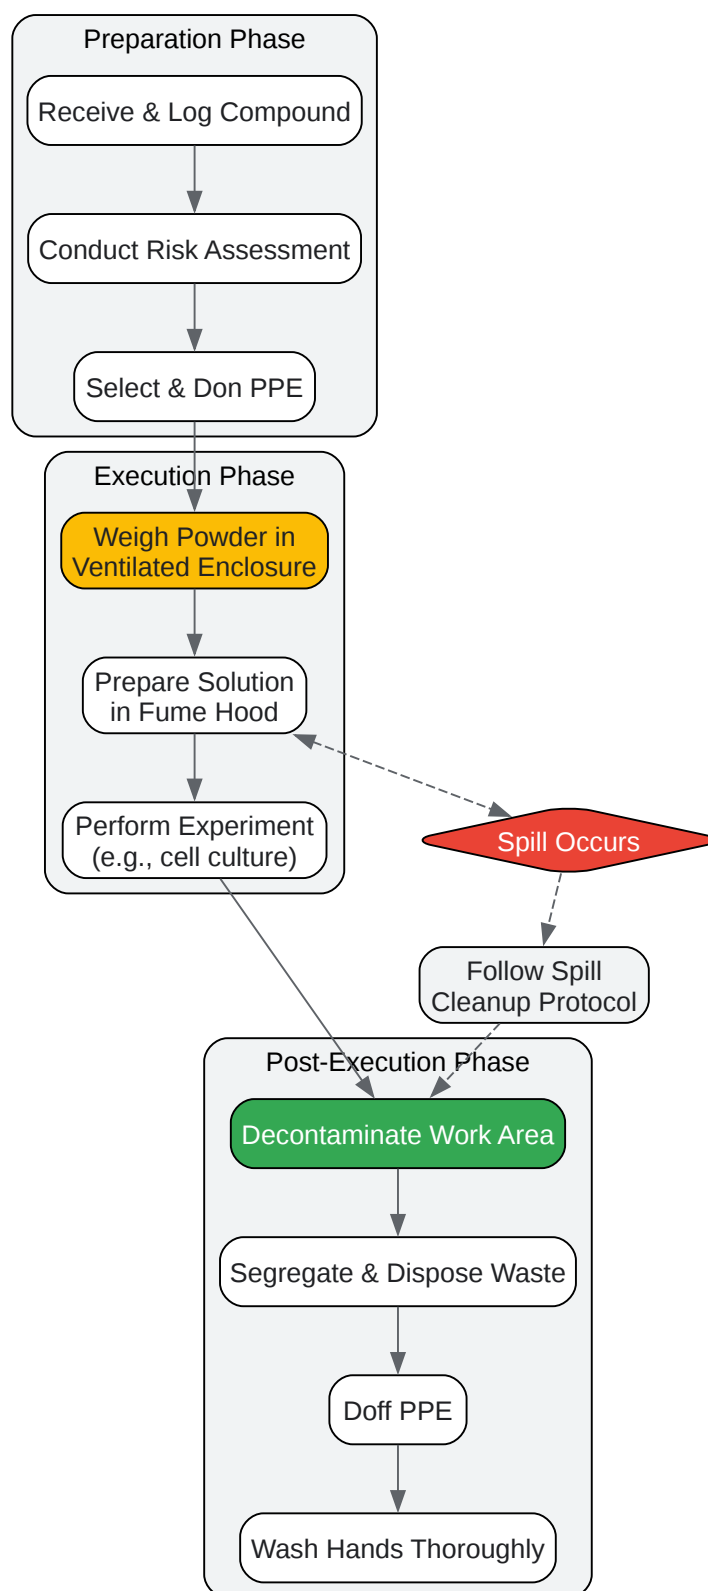 Preparation Phase
Receive & Log Compound
Conduct Risk Assessment
Select & Don PPE
Execution Phase
Weigh Powder in
Ventilated Enclosure
Prepare Solution
in Fume Hood
Perform Experiment
(e.g., cell culture)
Spill Occurs
Follow Spill
Cleanup Protocol
Post-Execution Phase
Decontaminate Work Area
Segregate & Dispose Waste
Doff PPE
Wash Hands Thoroughly